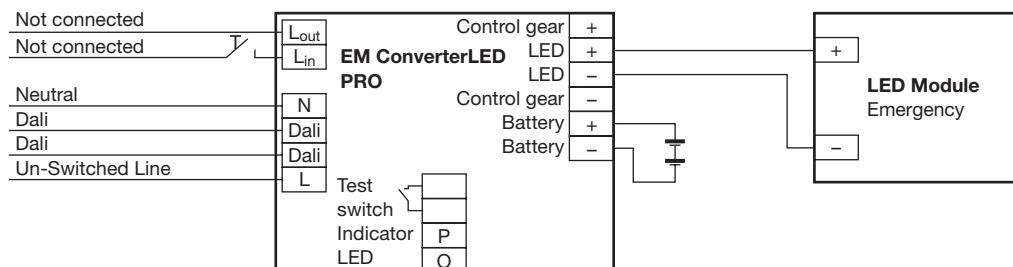 Not connected
Not connected
Neutral
Dali
Dali
Un-Switched Line
Lout
Lin
N
Dali
Dali
L
EM ConverterLED
PRO
Test
switch
Indicator P
LED
Control gear +
LED +
LED −
Control gear −
Battery +
Battery −
+
−
LED Module
Emergency